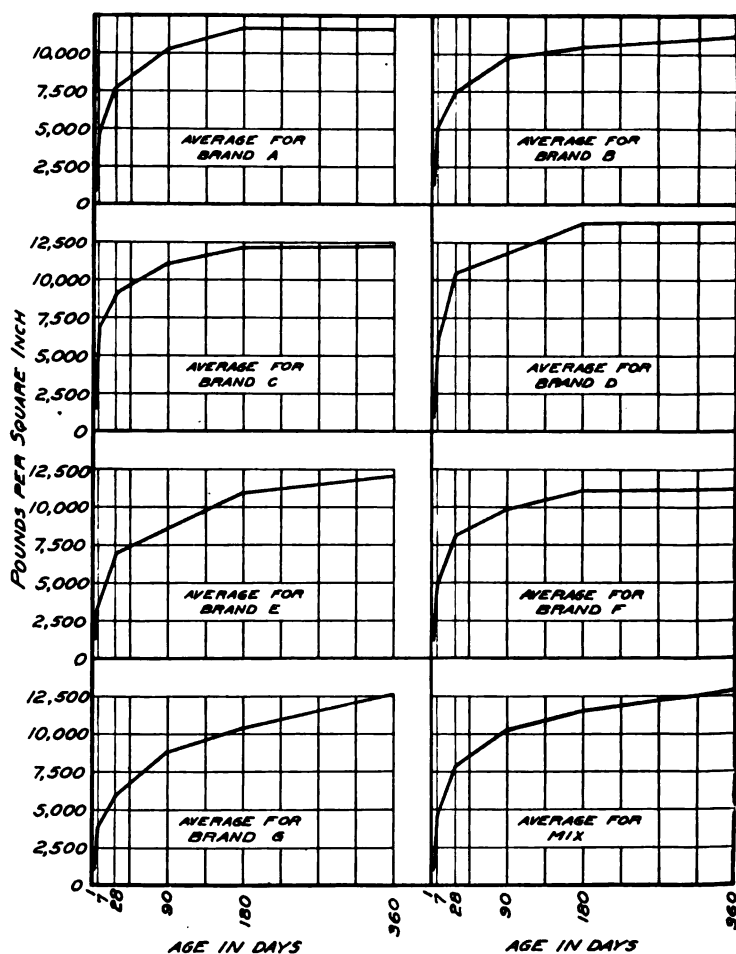 10,000
7,500
5,000
2,500
0
AVERAGE FOR
BRAND A
AVERAGE FOR
BRAND B
12,500
10,000
7,500
5,000
2,500
0
AVERAGE FOR
BRAND C
AVERAGE FOR
BRAND D
POUNDS PER SQUARE INCH
12,500
10,000
7,500
5,000
2,500
0
AVERAGE FOR
BRAND E
AVERAGE FOR
BRAND F
12,500
10,000
7,500
5,000
2,500
0
AVERAGE FOR
BRAND G
AVERAGE FOR
MIX
1 7 28 90 180 360
1 7 28 90 180 360
AGE IN DAYS
AGE IN DAYS